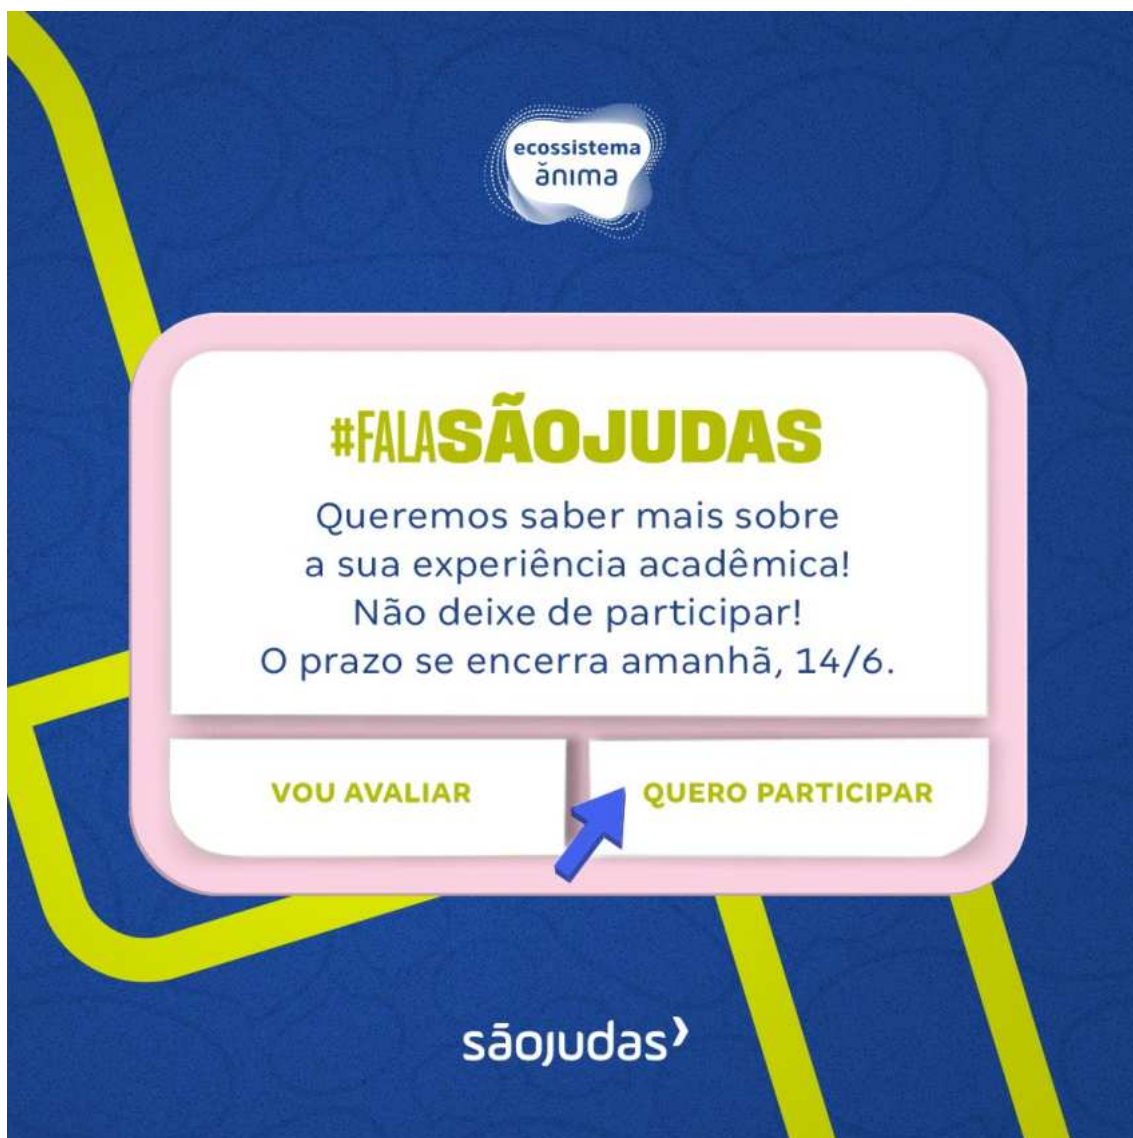 ecossistema
ănıma
#FALASÃOJUDAS
Queremos saber mais sobre
a sua experiência acadêmica!
Não deixe de participar!
O prazo se encerra amanhã, 14/6.
VOU AVALIAR
QUERO PARTICIPAR
sãojudas